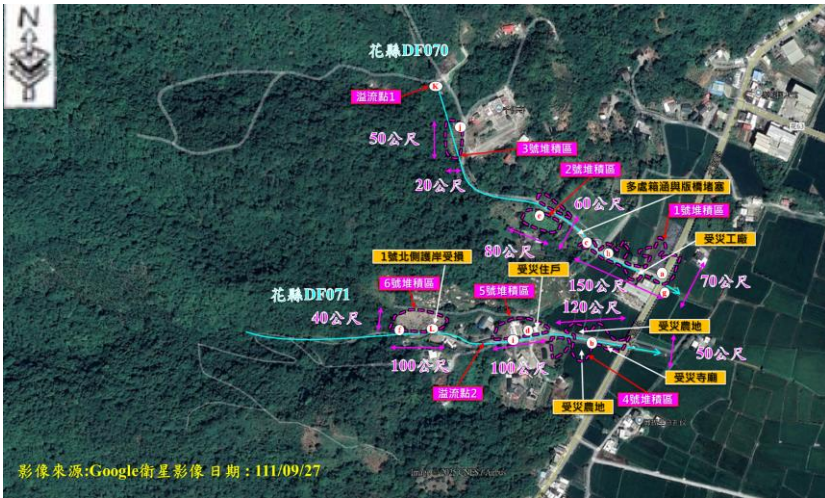 N
花縣DF070
K
溢流點1
j
50公尺
3號堆積區
20公尺
2號堆積區
多處箱涵與版橋堵塞
e
60公尺
1號堆積區
80公尺
c
h
受災工廠
a
g
150公尺
70公尺
1號北側護岸受損
受災住戶
花縣DF071
6號堆積區
5號堆積區
120公尺
40公尺
f
L
d
i
b
受災農地
50公尺
100公尺
100公尺
受災寺廟
溢流點2
受災農地
4號堆積區
影像來源:Google衛星影像 日期 : 111/09/27